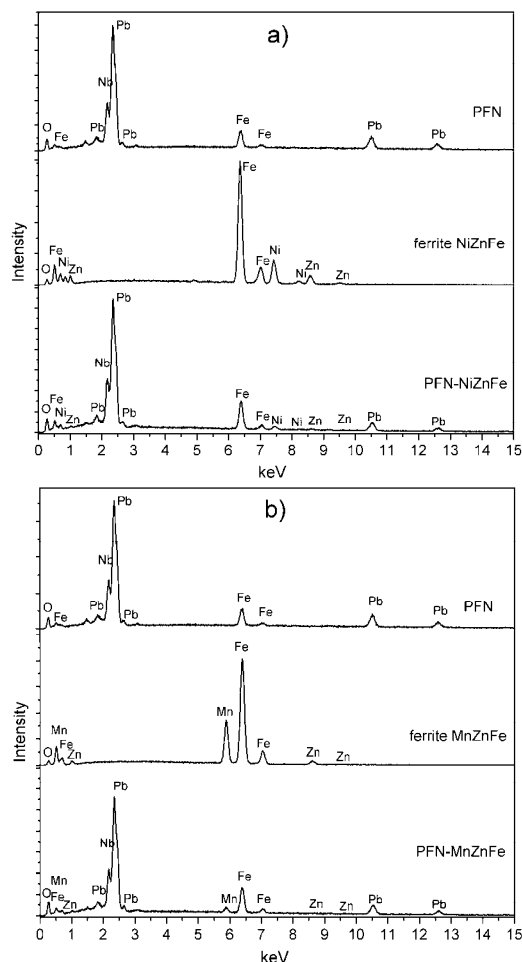 a)
Pb
Nb
O
Fe
Pb
Pb
Fe
Fe
Pb
Pb
PFN
Fe
Fe
Ni
O
Zn
Fe
Ni
Ni
Zn
Zn
ferrite NiZnFe
Pb
Nb
Fe
O
Ni
Zn
Pb
Pb
Fe
Fe
Ni
Ni
Zn
Zn
Pb
Pb
PFN-NiZnFe
Intensity
0 1 2 3 4 5 6 7 8 9 10 11 12 13 14 15
keV
b)
Pb
Nb
O
Fe
Pb
Pb
Fe
Fe
Pb
Pb
PFN
Mn
Fe
O
Zn
Mn
Fe
Fe
Zn
Zn
ferrite MnZnFe
Pb
Nb
Mn
O
Fe
Zn
Pb
Pb
Mn
Fe
Fe
Zn
Zn
Pb
Pb
PFN-MnZnFe
Intensity
0 1 2 3 4 5 6 7 8 9 10 11 12 13 14 15
keV